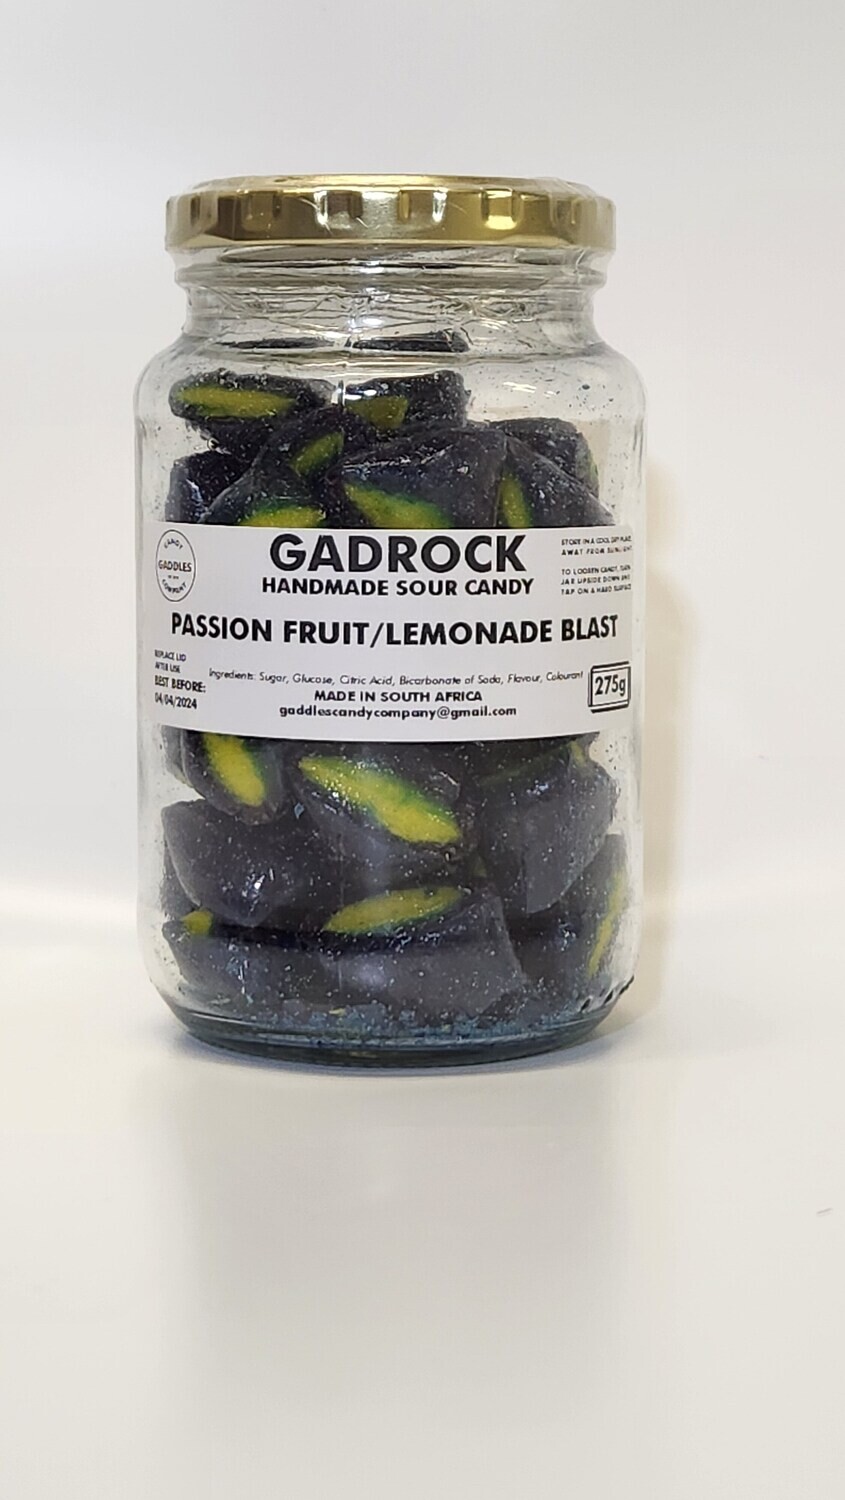 CANDY
GADDLES
COMPANY
GADROCK
HANDMADE SOUR CANDY
PASSION FRUIT/LEMONADE BLAST
STORE IN A COOL DRY PLACE,
AWAY FROM SUNLIGHT
TO LOOSEN CANDY, TURN
JAR UPSIDE DOWN AND
TAP ON A HARD SURFACE
REPLACE LID
AFTER USE
BEST BEFORE:
04/04/2024
Ingredients: Sugar, Glucose, Citric Acid, Bicarbonate of Soda, Flavour, Colourant
MADE IN SOUTH AFRICA
gaddlescandycompany@gmail.com
275g